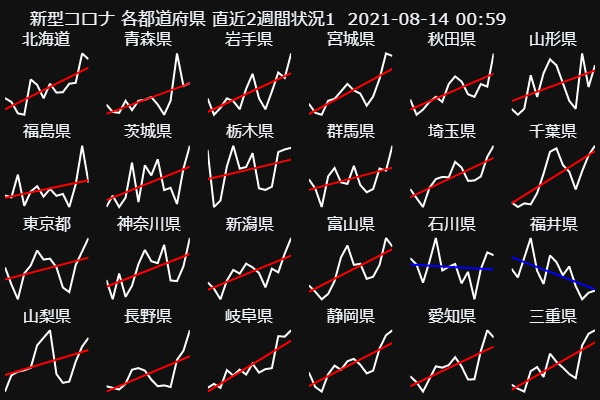 新型コロナ 各都道府県 直近2週間状況1 2021-08-14 00:59
北海道 青森県 岩手県 宮城県 秋田県 山形県
福島県 茨城県 栃木県 群馬県 埼玉県 千葉県
東京都 神奈川県 新潟県 富山県 石川県 福井県
山梨県 長野県 岐阜県 静岡県 愛知県 三重県